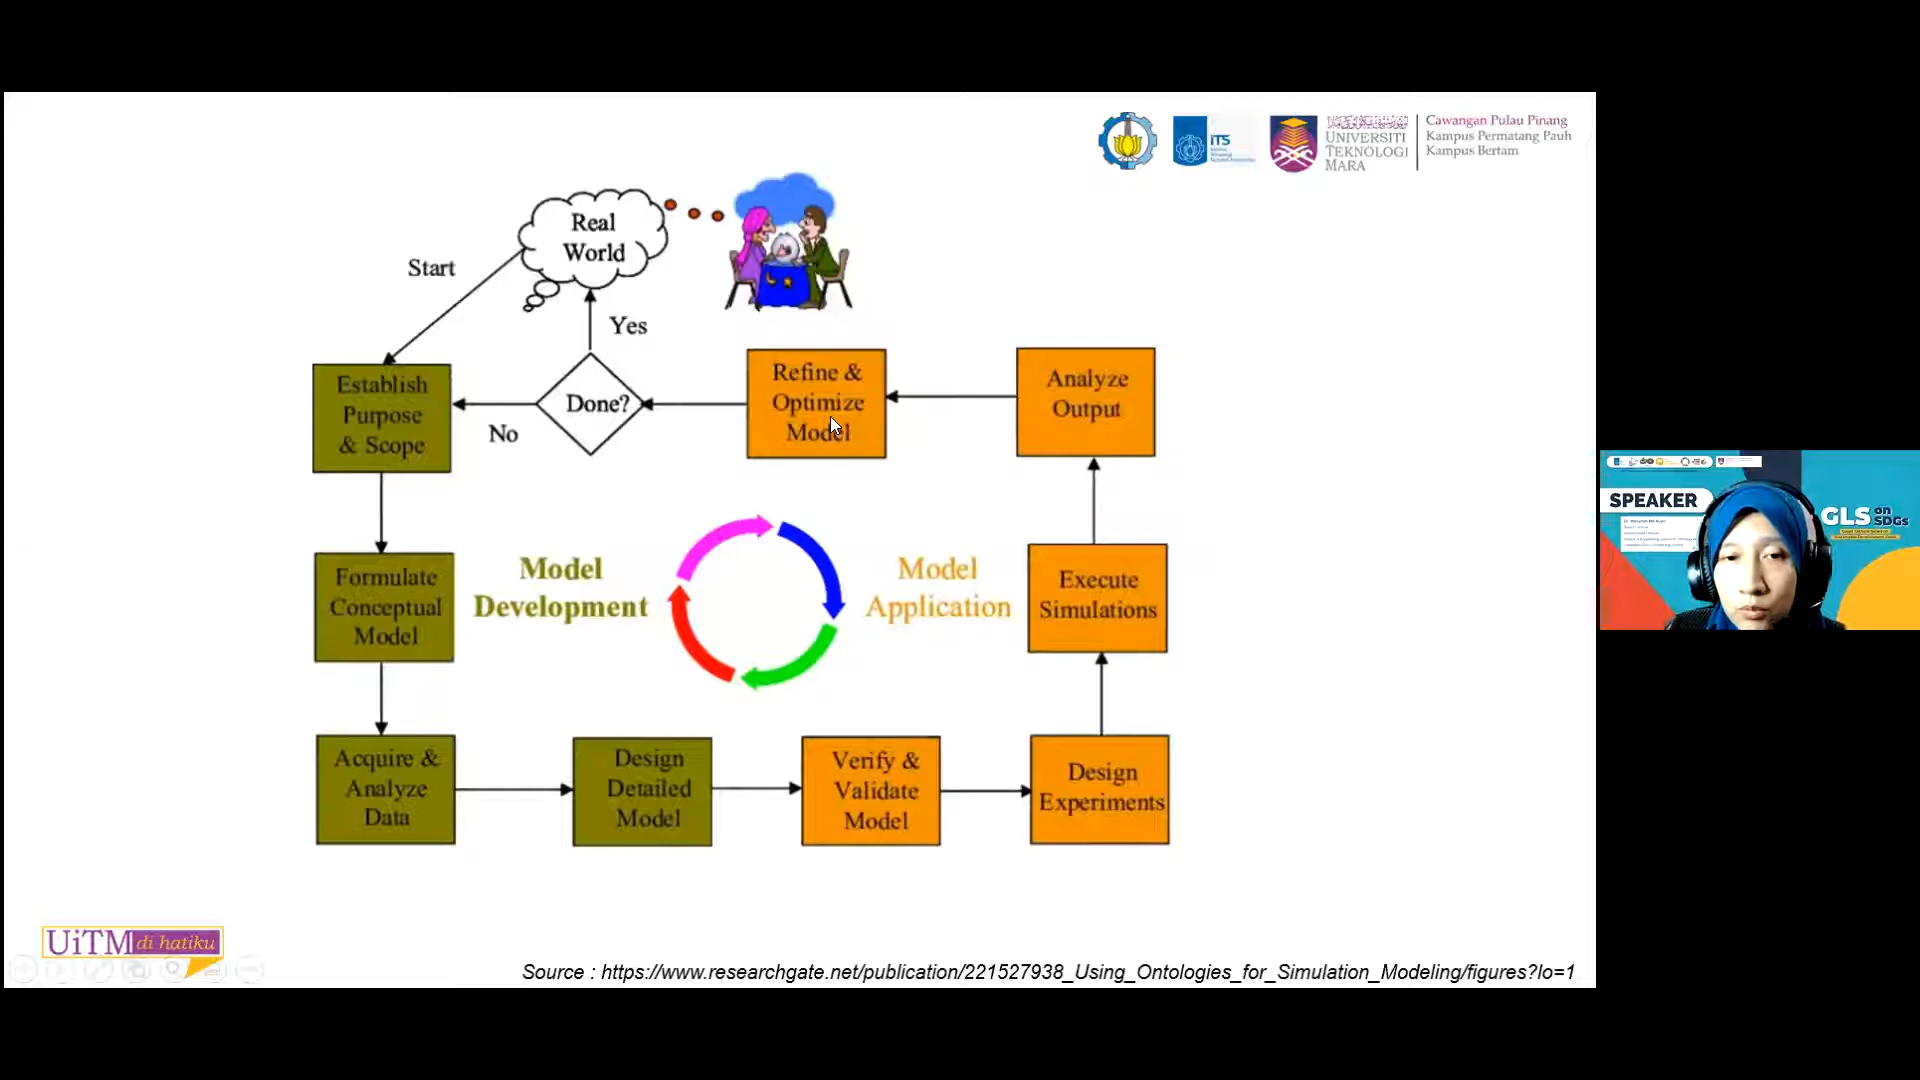 iTS
UNIVERSITI
TEKNOLOGI
MARA
Cawangan Pulau Pinang
Kampus Permatang Pauh
Kampus Bertam
Real
World
Start
Yes
Establish
Purpose
& Scope
No
Done?
Refine &
Optimize
Model
Analyze
Output
Formulate
Conceptual
Model
Model
Development
Model
Application
Execute
Simulations
Acquire &
Analyze
Data
Design
Detailed
Model
Verify &
Validate
Model
Design
Experiments
UiTM di hatiku
Source : https://www.researchgate.net/publication/221527938_Using_Ontologies_for_Simulation_Modeling/figures?lo=1
SPEAKER
GLS on
SDGs